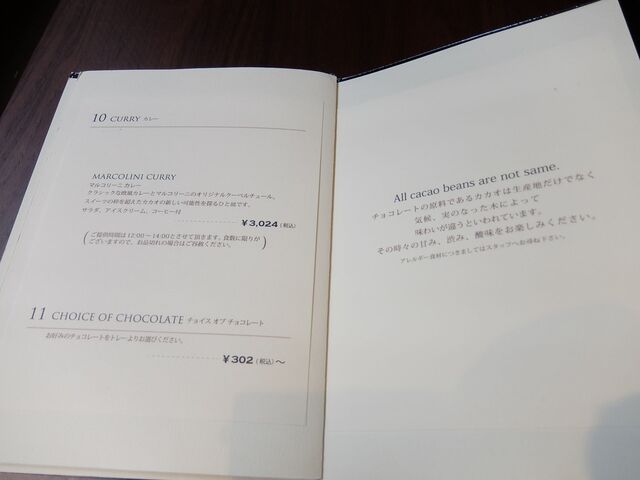 10 CURRY カレー
MARCOLINI CURRY
マルコリーニ カレー
クラシックな欧風カレーとマルコリーニのオリジナルクーベルチュール。
スイーツの枠を超えたカカオの新しい可能性を探るひと皿です。
サラダ、アイスクリーム、コーヒー付
¥3,024(税込)
(ご提供時間は12:00〜14:00とさせて頂きます。食数に限りが
ございますので、お品切れの場合はご容赦ください。)
11 CHOICE OF CHOCOLATE チョイス オブ チョコレート
お好みのチョコレートをトレーよりお選びください。
¥302(税込)〜
All cacao beans are not same.
チョコレートの原料であるカカオは生産地だけでなく
気候、実のなった木によって
味わいが違うといわれています。
その時々の甘み、渋み、酸味をお楽しみください。
アレルギー食材につきましてはスタッフへお尋ね下さい。